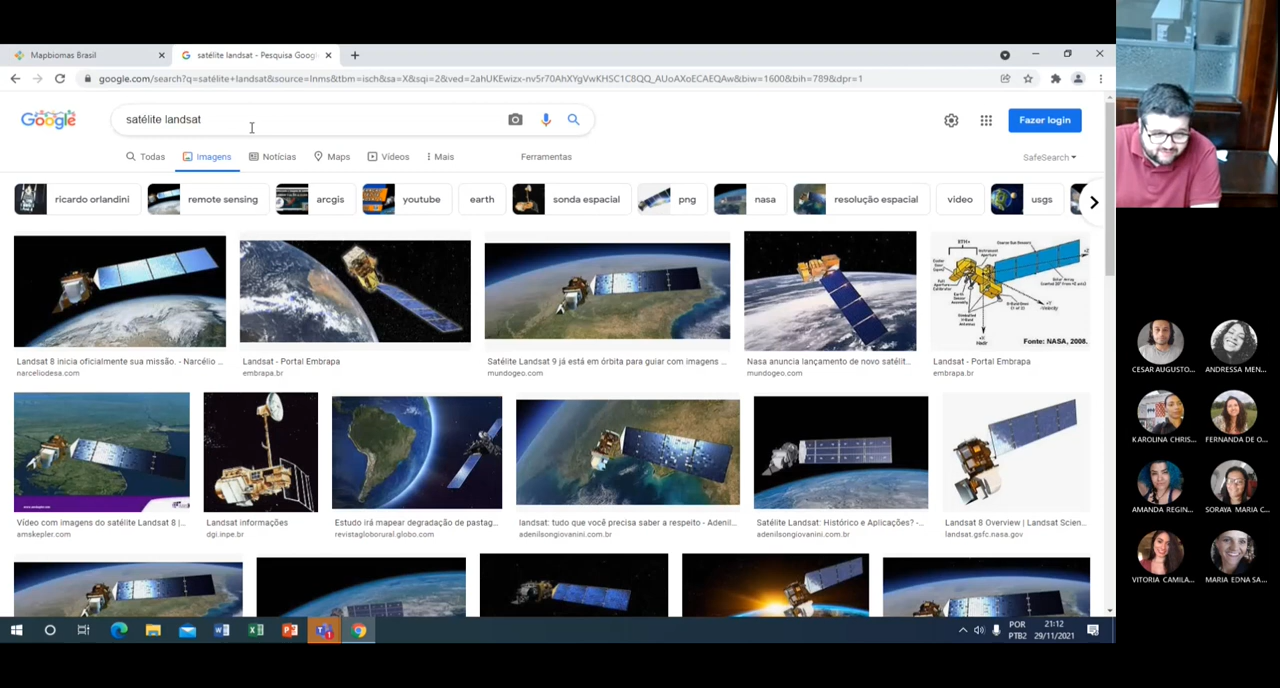 Mapbiomas Brasil
satélite landsat - Pesquisa Googl
google.com/search?q=satélite+landsat&source=lnms&tbm=isch&sa=X&sqi=2&ved=2ahUKEwizx-nv5r70AhXYgVwKHSC1C8QQ_AUoAXoECAEQAw&biw=1600&bih=789&dpr=1
Google
satélite landsat
Fazer login
Todas
Imagens
Notícias
Maps
Vídeos
Mais
Ferramentas
SafeSearch
ricardo orlandini
remote sensing
arcgis
youtube
earth
sonda espacial
png
nasa
resolução espacial
video
usgs
Fonte: NASA, 2008.
Landsat 8 inicia oficialmente sua missão. - Narcélio ...
narceliodesa.com
Landsat - Portal Embrapa
embrapa.br
Satélite Landsat 9 já está em órbita para guiar com imagens ...
mundogeo.com
Nasa anuncia lançamento de novo satélit...
mundogeo.com
Landsat - Portal Embrapa
embrapa.br
Vídeo com imagens do satélite Landsat 8 |...
amskepler.com
Landsat informações
dgi.inpe.br
Estudo irá mapear degradação de pastag...
revistagloborural.globo.com
landsat: tudo que você precisa saber a respeito - Adenil...
adenilsongiovanini.com.br
Satélite Landsat: Histórico e Aplicações? -...
adenilsongiovanini.com.br
Landsat 8 Overview | Landsat Scien...
landsat.gsfc.nasa.gov
POR
PTB2
21:12
29/11/2021
CESAR AUGUSTO...
ANDRESSA MEN...
KAROLINA CHRIS...
FERNANDA DE O...
AMANDA REGIN...
SORAYA MARIA C...
VITORIA CAMILA...
MARIA EDNA SA...